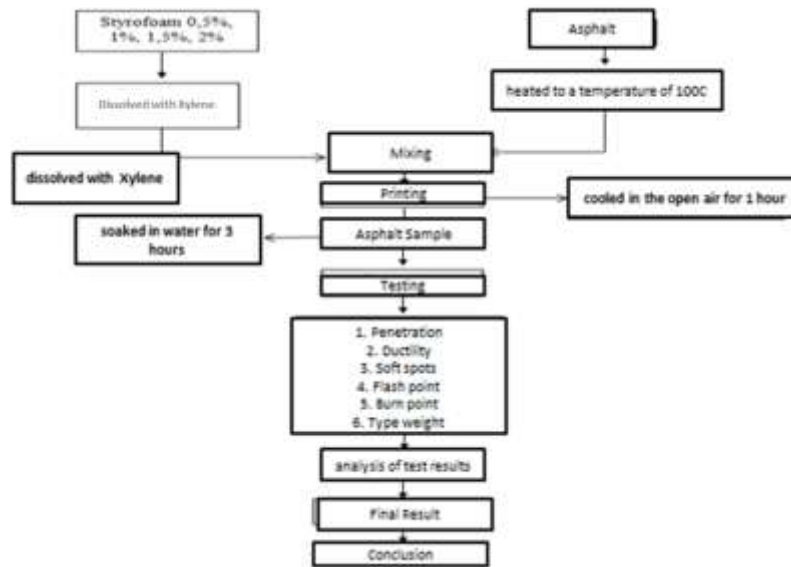 Styrofoam 0,5%,
1%, 1,5%, 2%
Asphalt
Dissolved with Xylene
heated to a temperature of 100C
Mixing
dissolved with Xylene
Printing
cooled in the open air for 1 hour
soaked in water for 3
hours
Asphalt Sample
Testing
1. Penetration
2. Ductility
3. Soft spots
4. Flash point
5. Burn point
6. Type weight
analysis of test results
Final Result
Conclusion